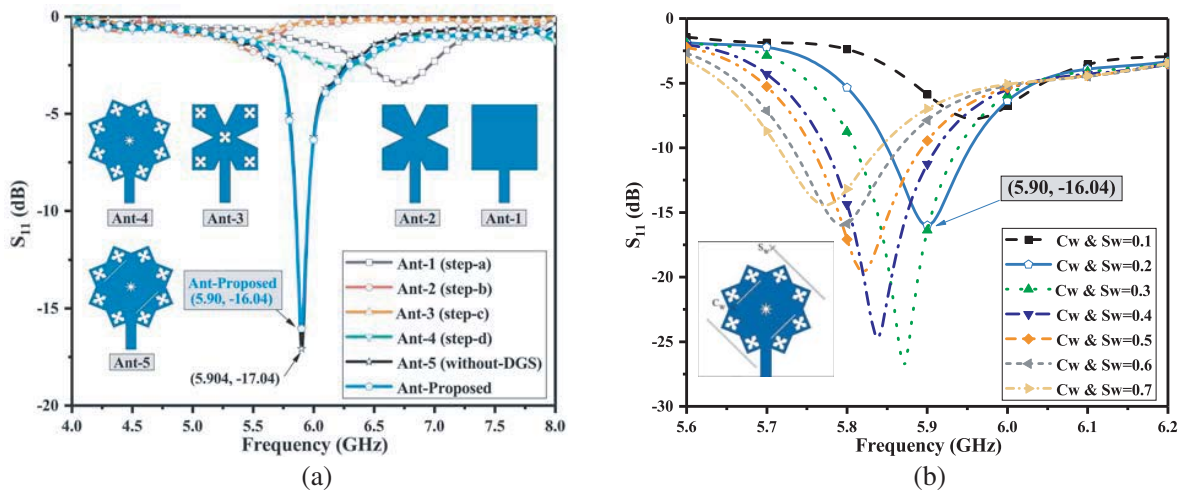 0
-5
-10
-15
-20
S11 (dB)
4.0 4.5 5.0 5.5 6.0 6.5 7.0 7.5 8.0
Frequency (GHz)
Ant-4
Ant-3
Ant-2
Ant-1
Ant-5
Ant-Proposed
(5.90, -16.04)
(5.904, -17.04)
Ant-1 (step-a)
Ant-2 (step-b)
Ant-3 (step-c)
Ant-4 (step-d)
Ant-5 (without-DGS)
Ant-Proposed
(a)
0
-5
-10
-15
-20
-25
-30
S11 (dB)
5.6 5.7 5.8 5.9 6.0 6.1 6.2
Frequency (GHz)
(5.90, -16.04)
Sw
Cw
Cw & Sw=0.1
Cw & Sw=0.2
Cw & Sw=0.3
Cw & Sw=0.4
Cw & Sw=0.5
Cw & Sw=0.6
Cw & Sw=0.7
(b)